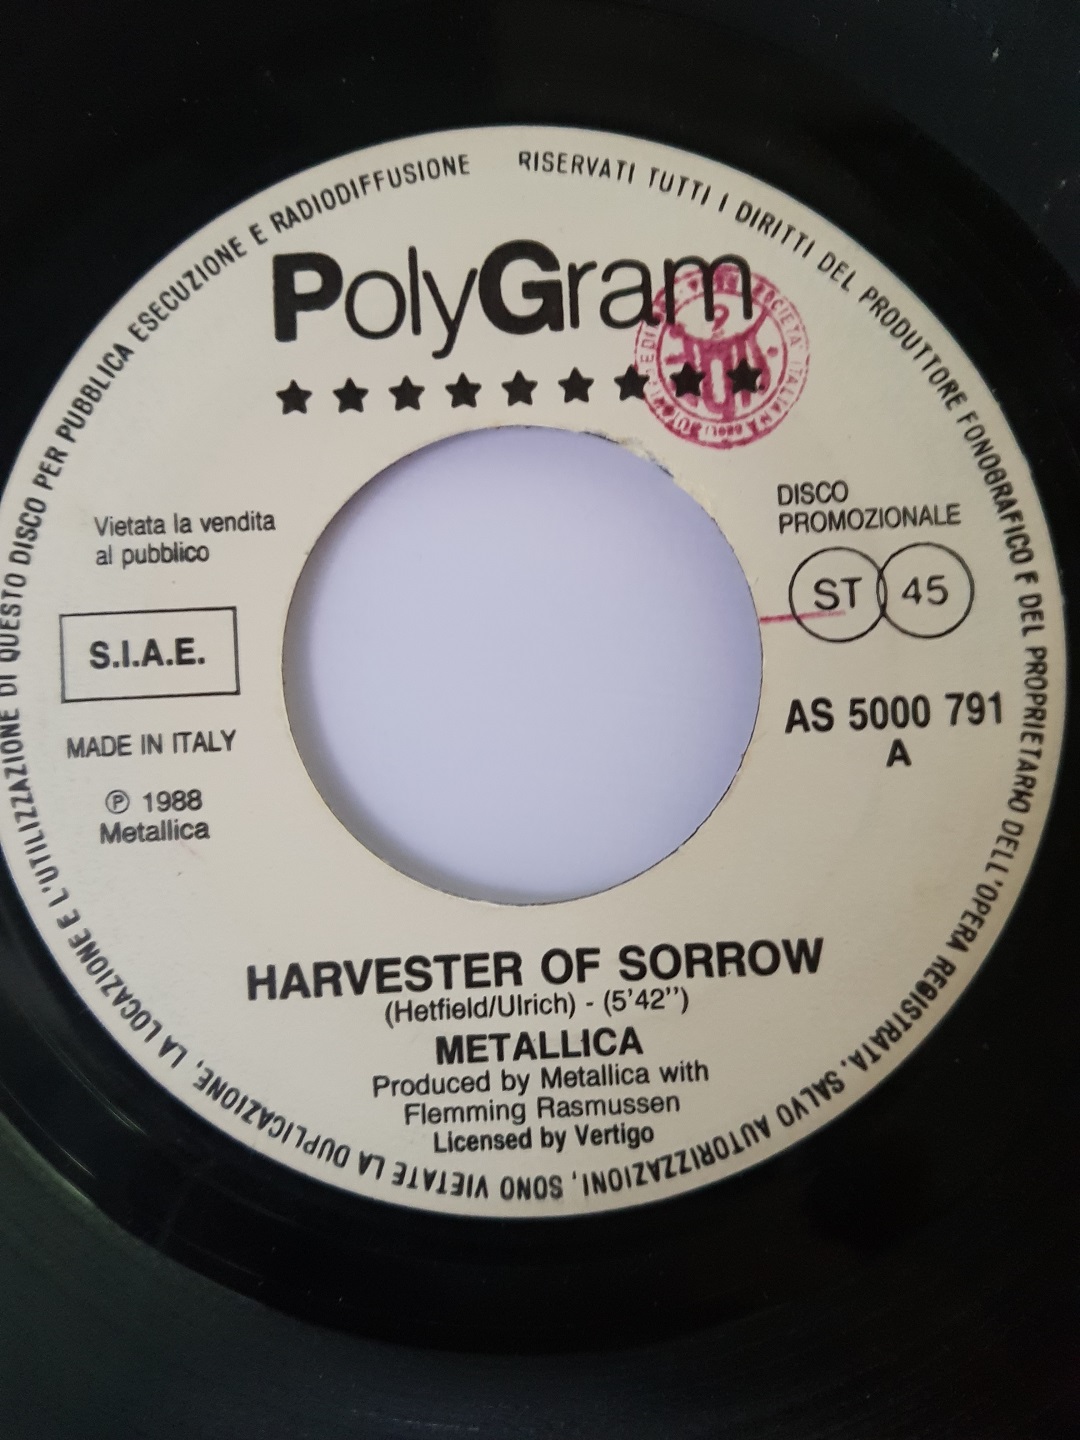 RISERVATI TUTTI I DIRITTI DEL PRODUTTORE FONOGRAFICO E DEL PROPRIETARIO DELL'OPERA REGISTRATA. SALVO AUTORIZZAZIONI, SONO VIETATE LA DUPLICAZIONE, LA LOCAZIONE E L'UTILIZZAZIONE DI QUESTO DISCO PER PUBBLICA ESECUZIONE E RADIODIFFUSIONE
PolyGram
SOCIETA' ITALIANA
Vietata la vendita
al pubblico
S.I.A.E.
MADE IN ITALY
℗ 1988
Metallica
DISCO
PROMOZIONALE
ST 45
AS 5000 791
A
HARVESTER OF SORROW
(Hetfield/Ulrich) - (5'42'')
METALLICA
Produced by Metallica with
Flemming Rasmussen
Licensed by Vertigo